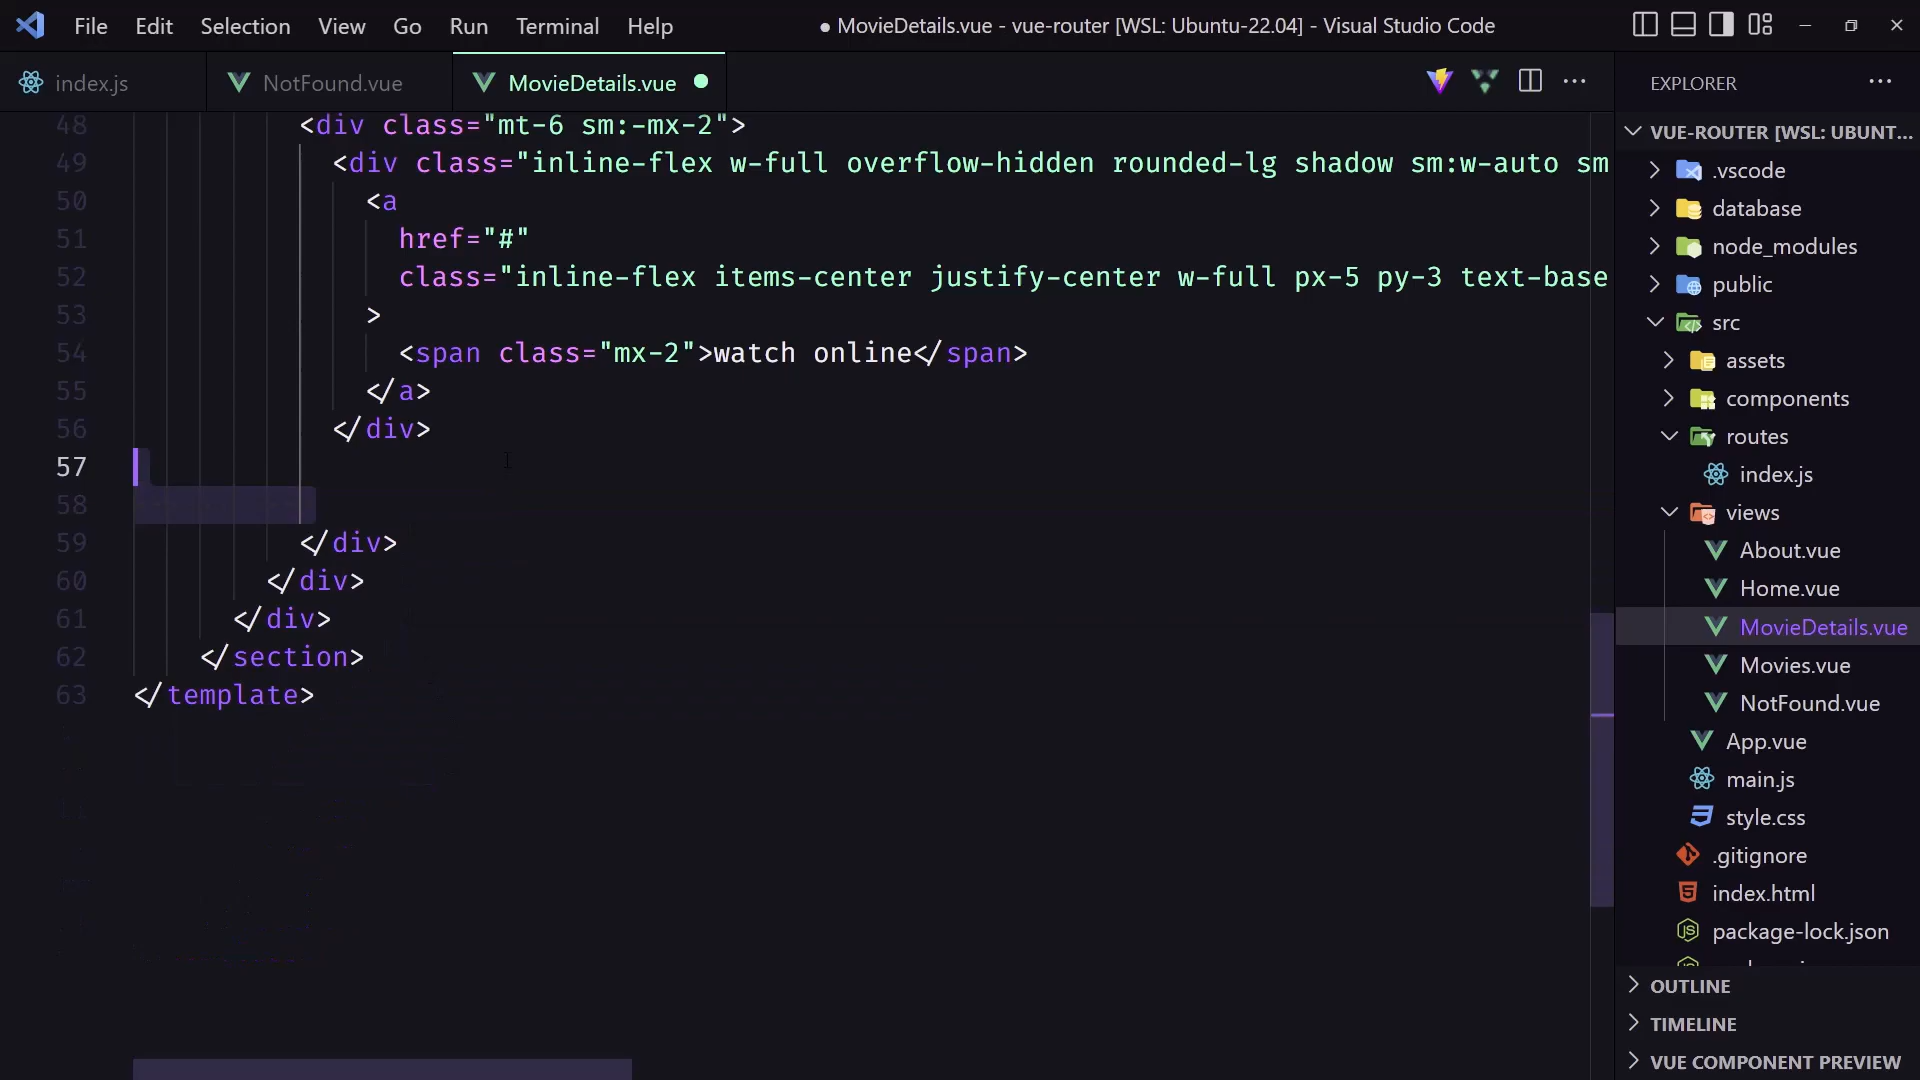 File Edit Selection View Go Run Terminal Help
● MovieDetails.vue - vue-router [WSL: Ubuntu-22.04] - Visual Studio Code
index.js
NotFound.vue
MovieDetails.vue
48 <div class="mt-6 sm:-mx-2">
49 <div class="inline-flex w-full overflow-hidden rounded-lg shadow sm:w-auto sm
50 <a
51 href="#"
52 class="inline-flex items-center justify-center w-full px-5 py-3 text-base
53 >
54 <span class="mx-2">watch online</span>
55 </a>
56 </div>
57
58
59 </div>
60 </div>
61 </div>
62 </section>
63 </template>
EXPLORER
VUE-ROUTER [WSL: UBUNT...
.vscode
database
node_modules
public
src
assets
components
routes
index.js
views
About.vue
Home.vue
MovieDetails.vue
Movies.vue
NotFound.vue
App.vue
main.js
style.css
.gitignore
index.html
package-lock.json
OUTLINE
TIMELINE
VUE COMPONENT PREVIEW